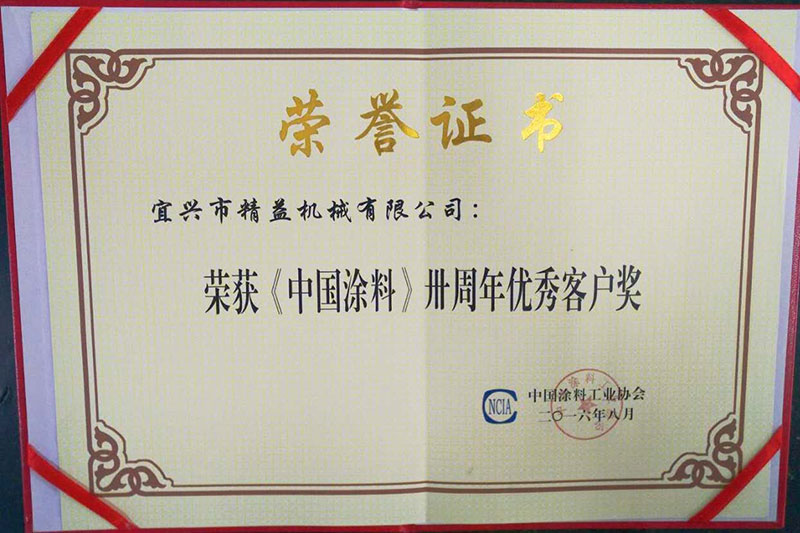 荣誉证书
宜兴市精益机械有限公司：
荣获《中国涂料》卅周年优秀客户奖
NCIA
中国涂料工业协会
二〇一六年八月